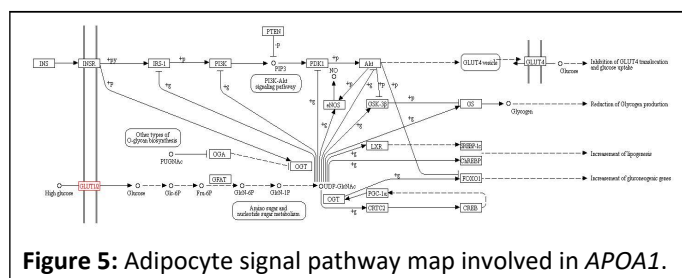 PTEN
-p
INS
INSR
+py
IRS-1
+p
PI3K
PIP3
PDK1
+p
Akt
GLUT4 vesicle
GLUT4
Glucose
Inhibition of GLUT4 translocation
and glucose uptake
PI3K-Akt
signaling pathway
+p
+g
+g
+g
NO
eNOS
+g
+g
+p
GSK-3β
+p
GS
Glycogen
Reduction of Glycogen production
+g
+g
Other types of
O-glycan biosynthesis
PUGNAc
OGA
OGT
LXR
+g
SREBP-1c
ChREBP
+g
Increasement of lipogenesis
High glucose
GLUT1/2
Glucose
Glc-6P
Fru-6P
GFAT
GlcN-6P
GlcN-1P
UDP-GlcNAc
+g
FOXO1
Increasement of gluconeogenic genes
Amino sugar and
nucleotide sugar metabolism
OGT
+g
PGC-1α
+g
CRTC2
CREB
Figure 5: Adipocyte signal pathway map involved in APOA1.